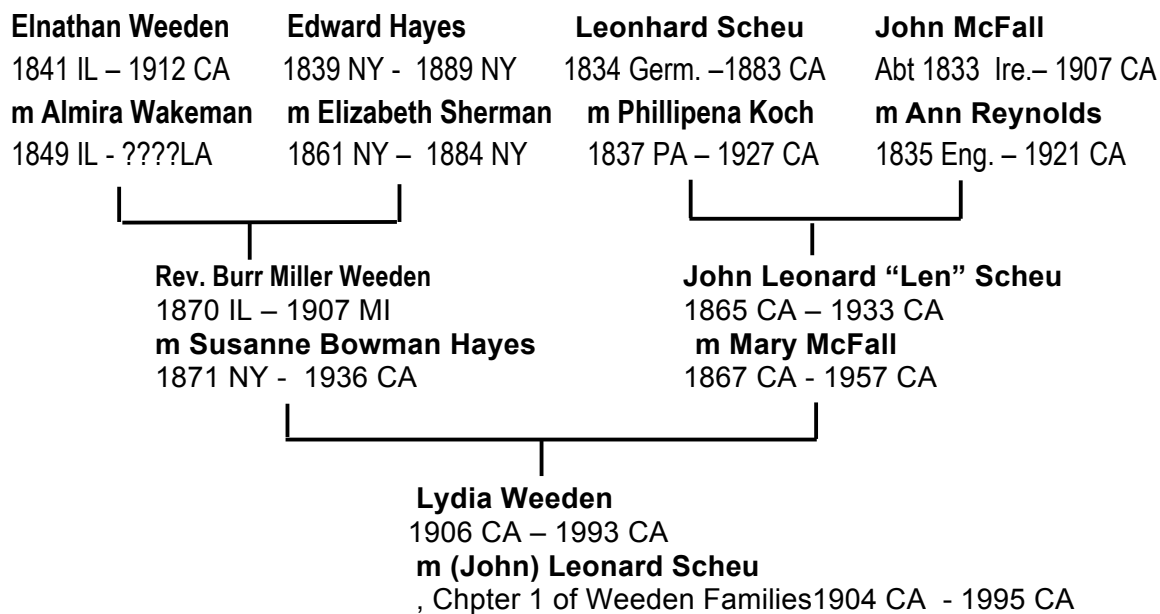 Elnathan Weeden Edward Hayes Leonhard Scheu John McFall
1841 IL – 1912 CA 1839 NY - 1889 NY 1834 Germ. –1883 CA Abt 1833 Ire.– 1907 CA
m Almira Wakeman m Elizabeth Sherman m Phillipena Koch m Ann Reynolds
1849 IL - ????LA 1861 NY – 1884 NY 1837 PA – 1927 CA 1835 Eng. – 1921 CA
Rev. Burr Miller Weeden John Leonard “Len” Scheu
1870 IL – 1907 MI 1865 CA – 1933 CA
m Susanne Bowman Hayes m Mary McFall
1871 NY - 1936 CA 1867 CA - 1957 CA
Lydia Weeden
1906 CA – 1993 CA
m (John) Leonard Scheu
, Chpter 1 of Weeden Families1904 CA - 1995 CA